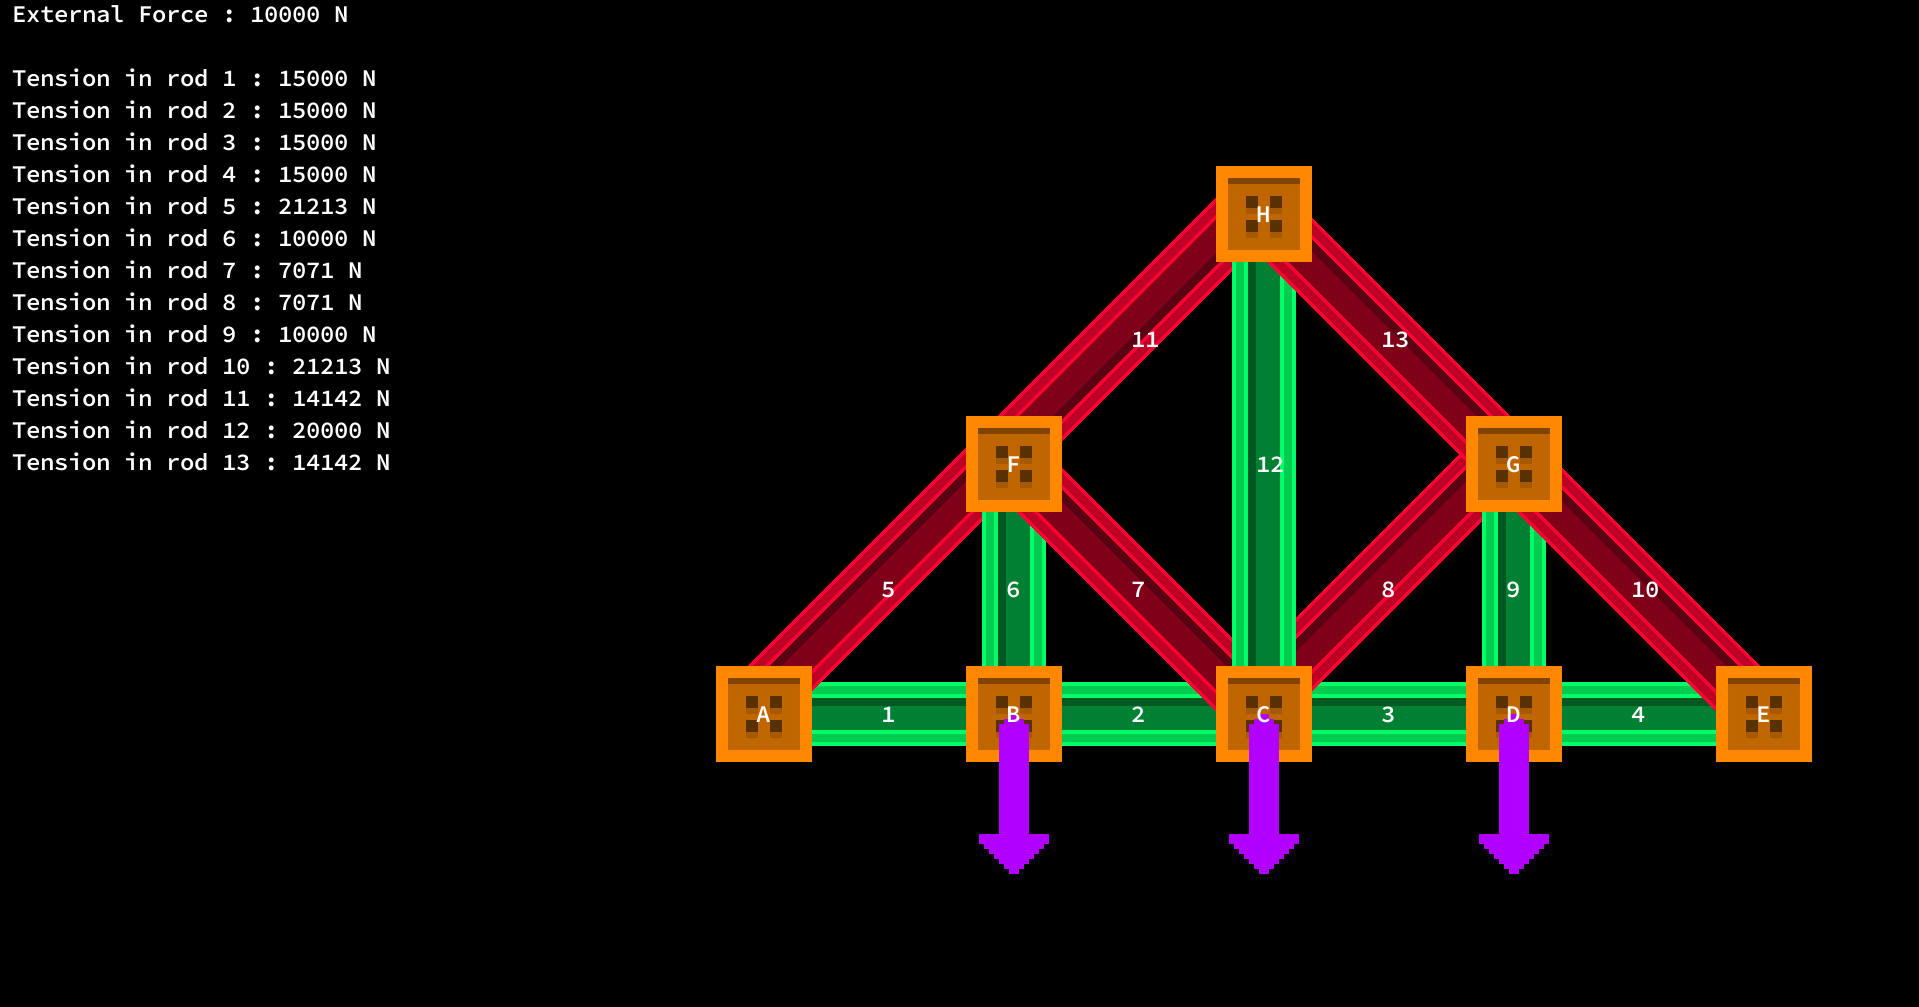 External Force : 10000 N
Tension in rod 1 : 15000 N
Tension in rod 2 : 15000 N
Tension in rod 3 : 15000 N
Tension in rod 4 : 15000 N
Tension in rod 5 : 21213 N
Tension in rod 6 : 10000 N
Tension in rod 7 : 7071 N
Tension in rod 8 : 7071 N
Tension in rod 9 : 10000 N
Tension in rod 10 : 21213 N
Tension in rod 11 : 14142 N
Tension in rod 12 : 20000 N
Tension in rod 13 : 14142 N
H
11 13
F 12 G
5 6 7 8 9 10
A 1 B 2 C 3 D 4 E